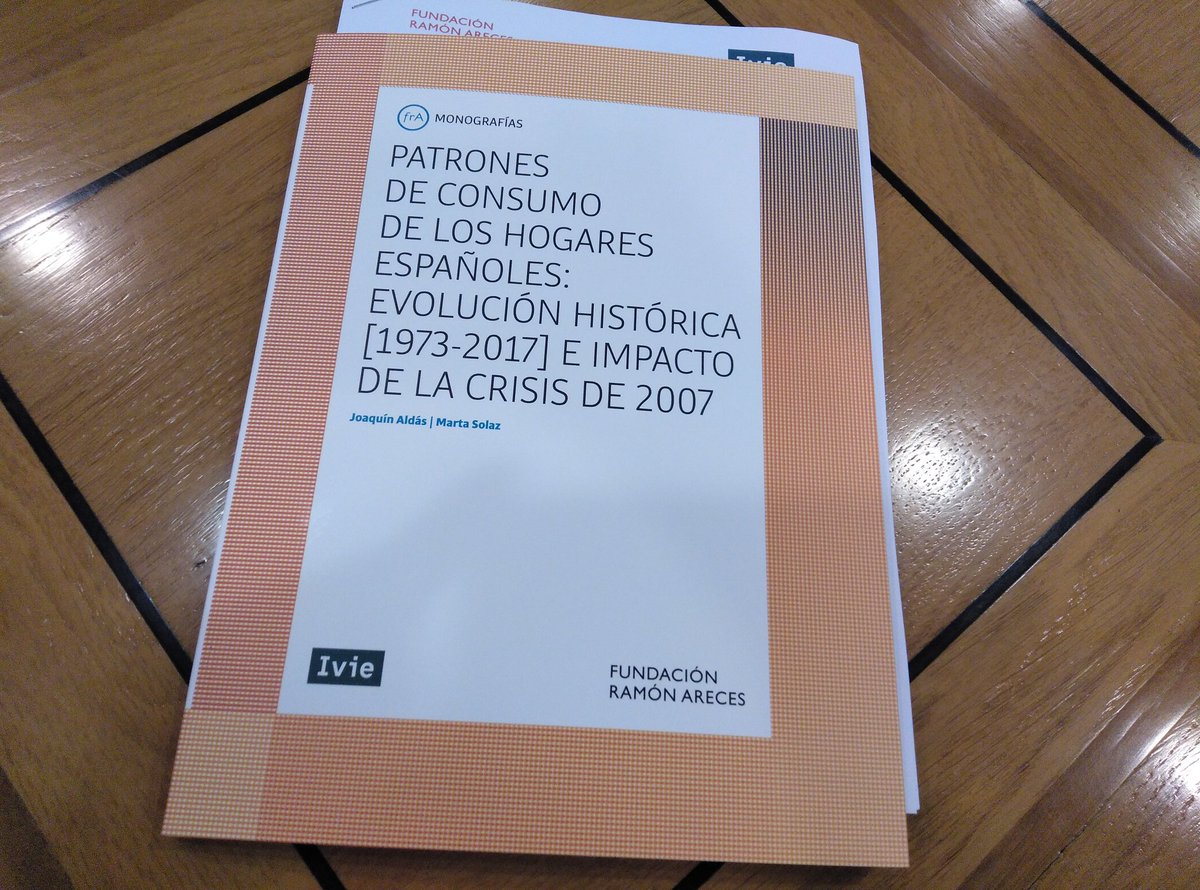 FUNDACIÓN
RAMÓN ARECES
Ivie
frA MONOGRAFÍAS
PATRONES
DE CONSUMO
DE LOS HOGARES
ESPAÑOLES:
EVOLUCIÓN HISTÓRICA
[1973-2017] E IMPACTO
DE LA CRISIS DE 2007
Joaquín Aldás | Marta Solaz
Ivie
FUNDACIÓN
RAMÓN ARECES